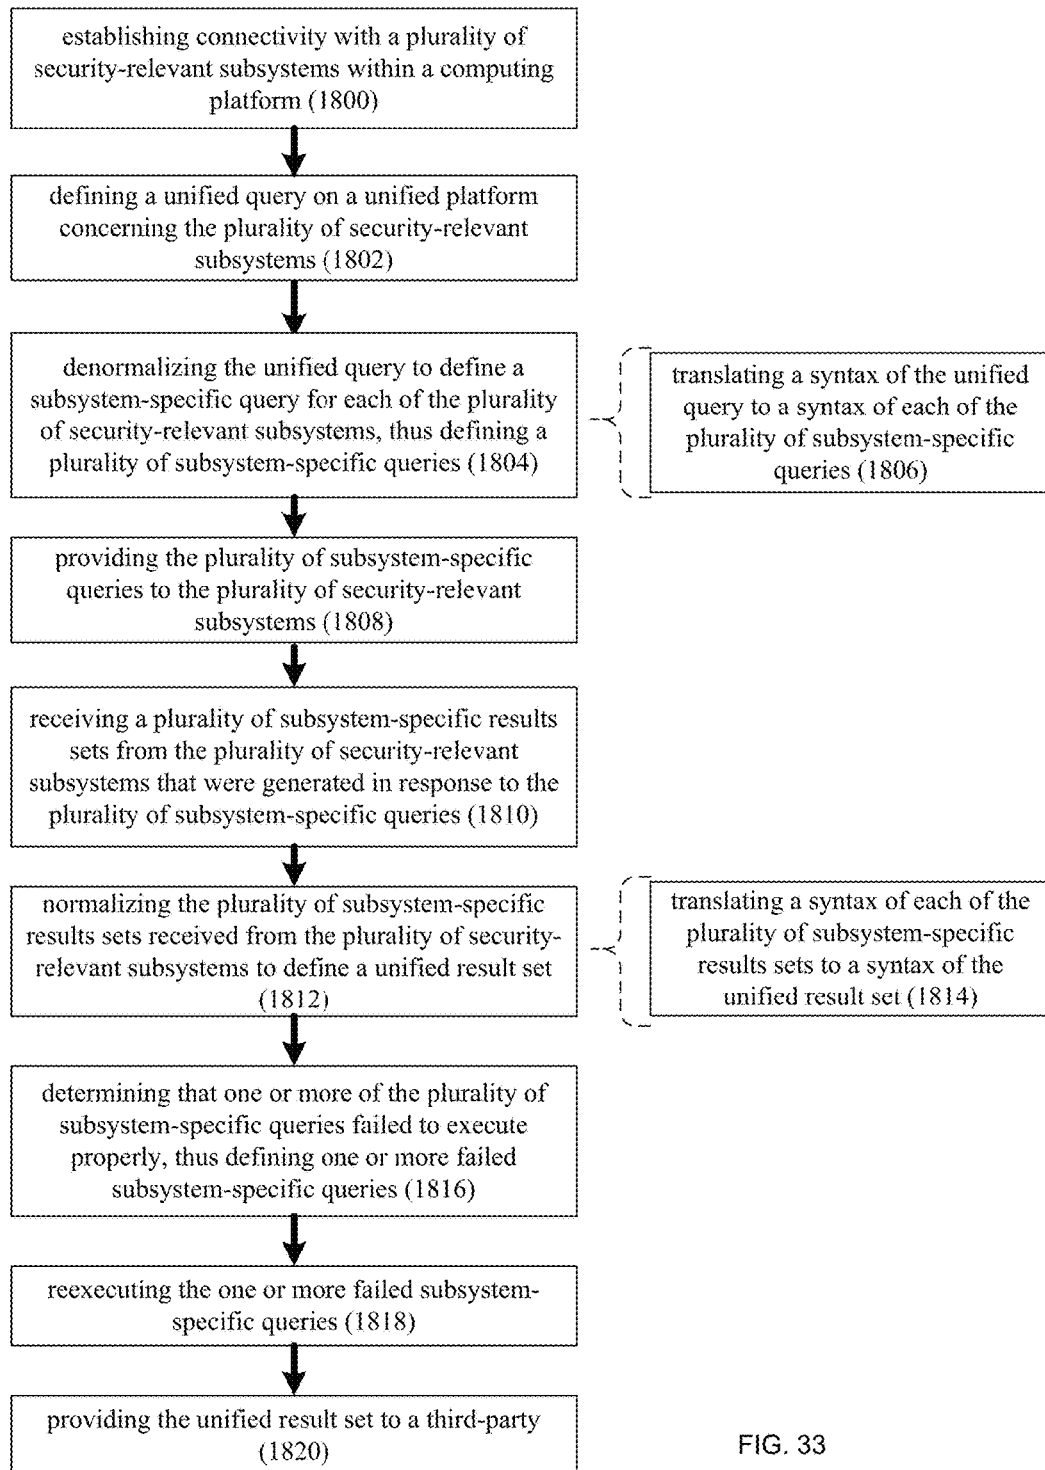 establishing connectivity with a plurality of
security-relevant subsystems within a computing
platform (1800)
defining a unified query on a unified platform
concerning the plurality of security-relevant
subsystems (1802)
denormalizing the unified query to define a
subsystem-specific query for each of the plurality
of security-relevant subsystems, thus defining a
plurality of subsystem-specific queries (1804)
translating a syntax of the unified
query to a syntax of each of the
plurality of subsystem-specific
queries (1806)
providing the plurality of subsystem-specific
queries to the plurality of security-relevant
subsystems (1808)
receiving a plurality of subsystem-specific results
sets from the plurality of security-relevant
subsystems that were generated in response to the
plurality of subsystem-specific queries (1810)
normalizing the plurality of subsystem-specific
results sets received from the plurality of security-
relevant subsystems to define a unified result set
(1812)
translating a syntax of each of the
plurality of subsystem-specific
results sets to a syntax of the
unified result set (1814)
determining that one or more of the plurality of
subsystem-specific queries failed to execute
properly, thus defining one or more failed
subsystem-specific queries (1816)
reexecuting the one or more failed subsystem-
specific queries (1818)
providing the unified result set to a third-party
(1820)
FIG. 33